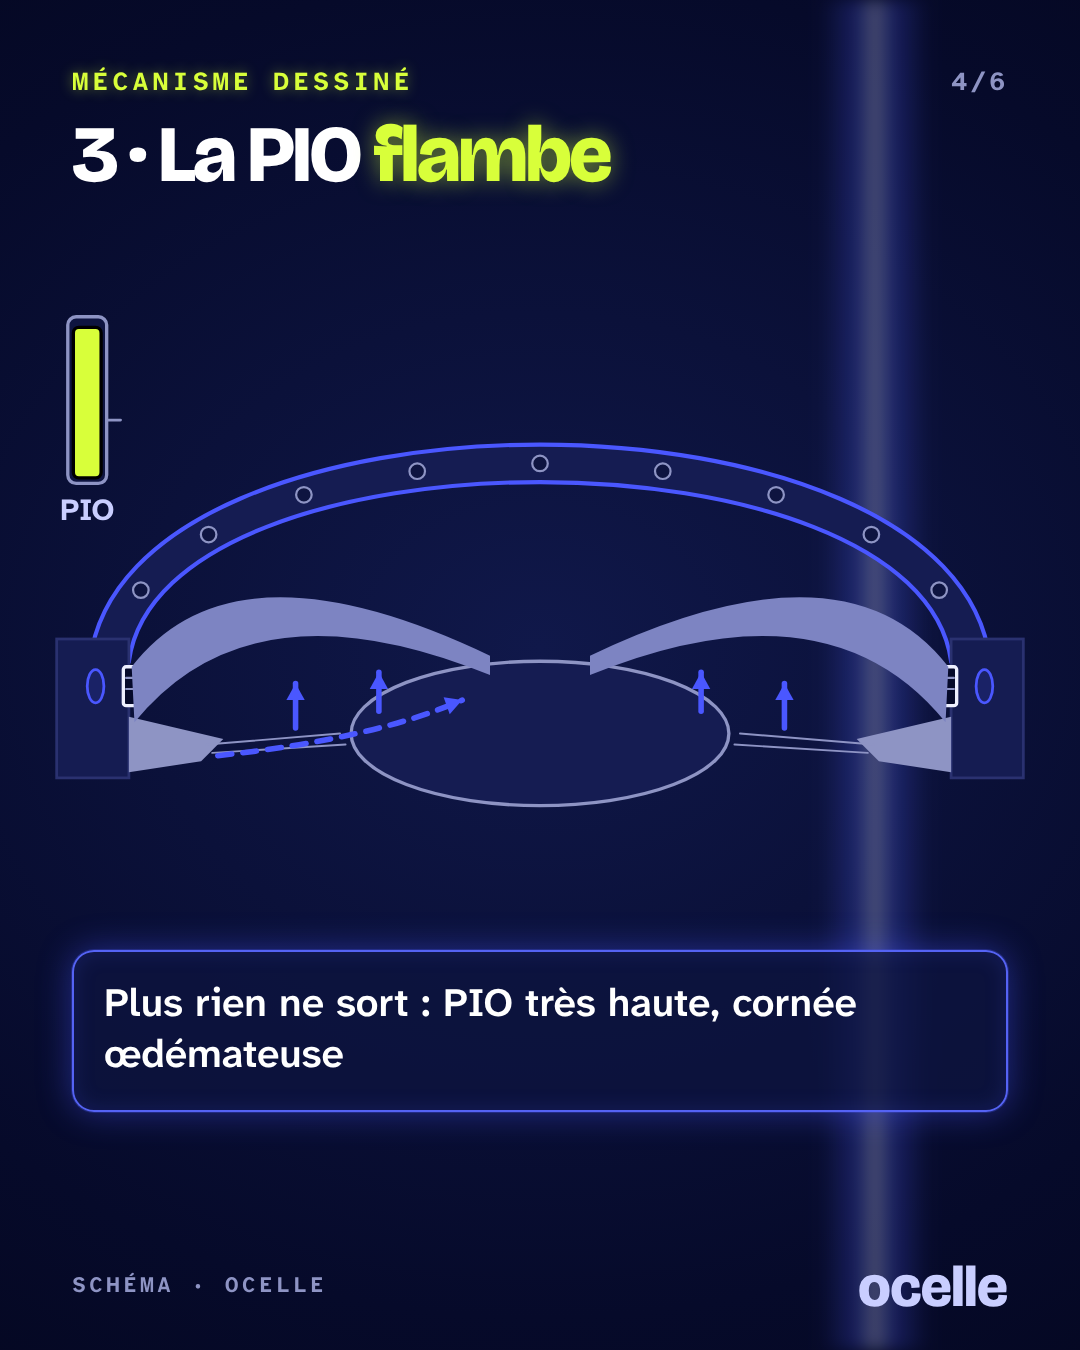 MÉCANISME DESSINÉ
4/6
3 · La PIO flambe
PIO
Plus rien ne sort : PIO très haute, cornée
œdémateuse
SCHÉMA · OCELLE
ocelle